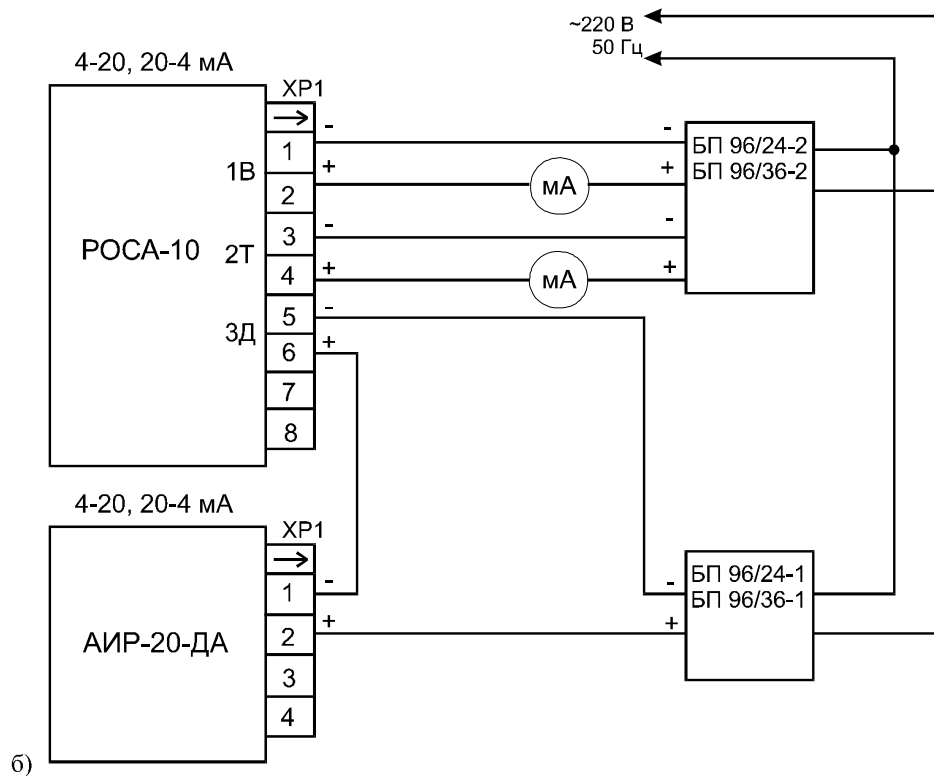 ~220 В
50 Гц
4-20, 20-4 мА
ХР1
РОСА-10
1В
2Т
3Д
1
2
3
4
5
6
7
8
-
+
-
+
-
+
мА
мА
-
+
-
+
БП 96/24-2
БП 96/36-2
4-20, 20-4 мА
ХР1
АИР-20-ДА
1
2
3
4
-
+
-
+
БП 96/24-1
БП 96/36-1
б)